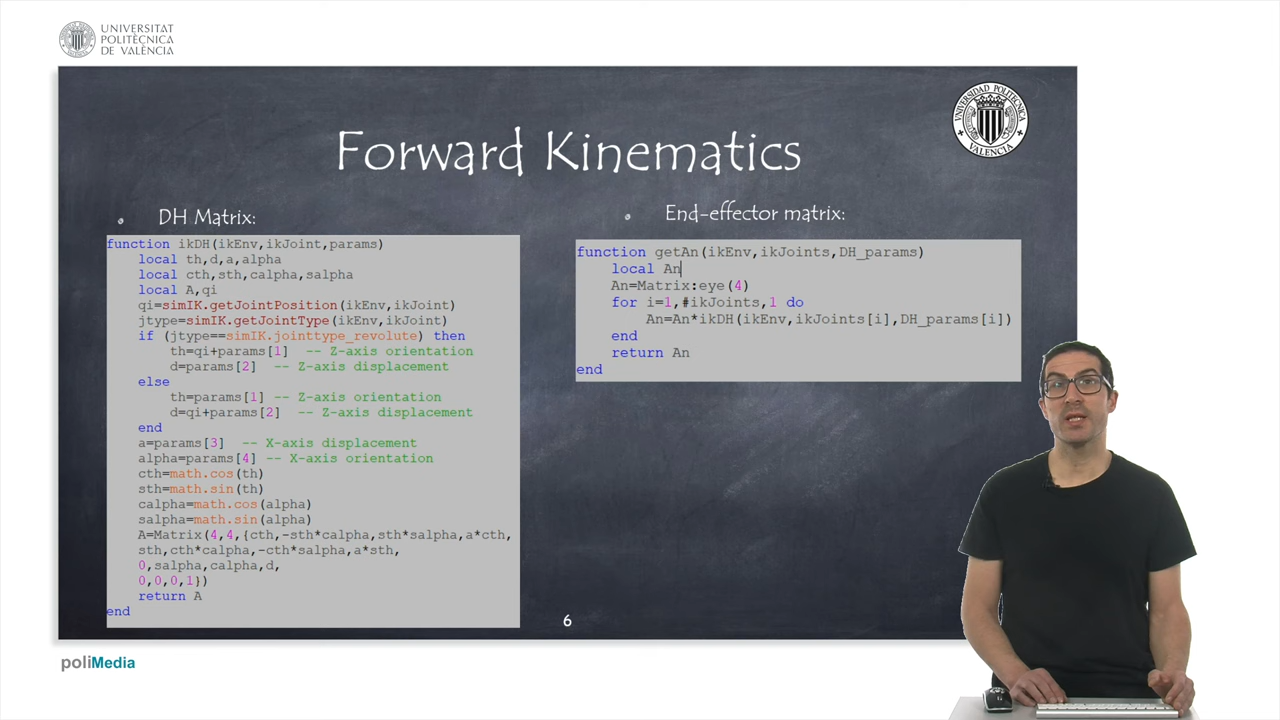 UNIVERSITAT
POLITÈCNICA
DE VALÈNCIA
UNIVERSIDAD POLITECNICA
VALENCIA
Forward Kinematics
DH Matrix:
function ikDH(ikEnv,ikJoint,params)
local th,d,a,alpha
local cth,sth,calpha,salpha
local A,qi
qi=simIK.getJointPosition(ikEnv,ikJoint)
jtype=simIK.getJointType(ikEnv,ikJoint)
if (jtype==simIK.jointtype_revolute) then
th=qi+params[1] -- Z-axis orientation
d=params[2] -- Z-axis displacement
else
th=params[1] -- Z-axis orientation
d=qi+params[2] -- Z-axis displacement
end
a=params[3] -- X-axis displacement
alpha=params[4] -- X-axis orientation
cth=math.cos(th)
sth=math.sin(th)
calpha=math.cos(alpha)
salpha=math.sin(alpha)
A=Matrix(4,4,{cth,-sth*calpha,sth*salpha,a*cth,
sth,cth*calpha,-cth*salpha,a*sth,
0,salpha,calpha,d,
0,0,0,1})
return A
end
End-effector matrix:
function getAn(ikEnv,ikJoints,DH_params)
local An
An=Matrix:eye(4)
for i=1,#ikJoints,1 do
An=An*ikDH(ikEnv,ikJoints[i],DH_params[i])
end
return An
end
6
poliMedia